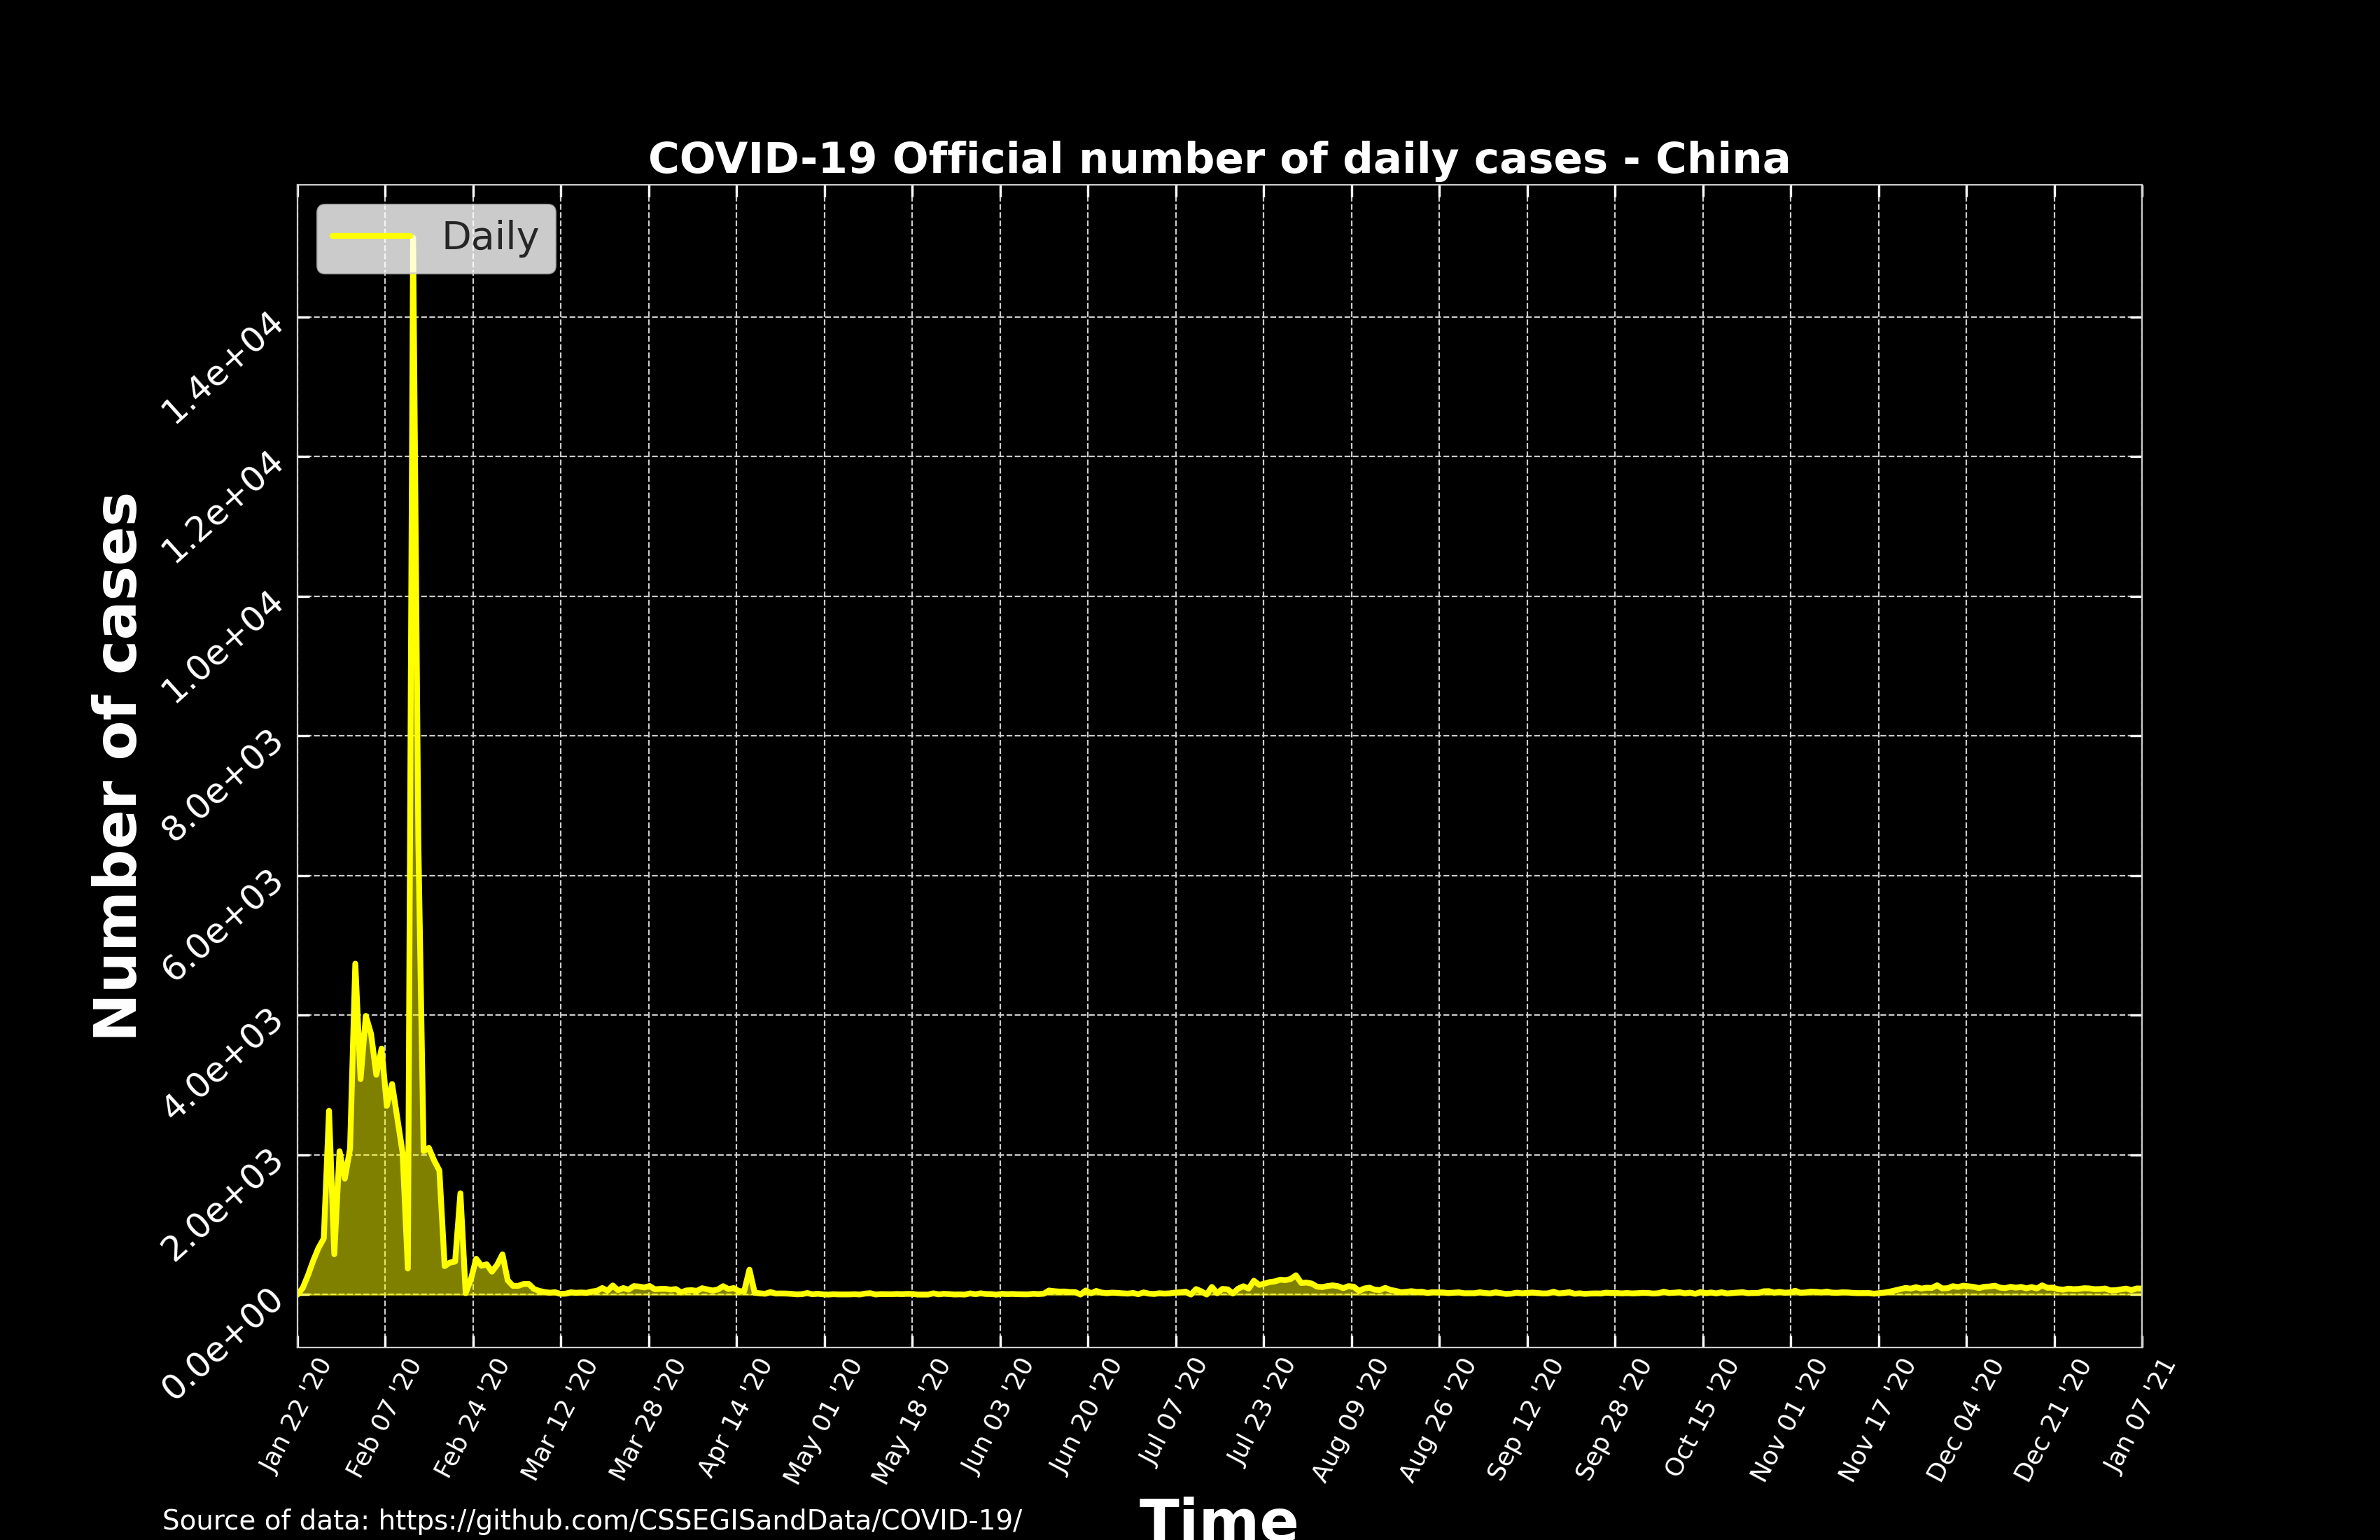 COVID-19 Official number of daily cases - China
Daily
Number of cases
1.4e+04
1.2e+04
1.0e+04
8.0e+03
6.0e+03
4.0e+03
2.0e+03
0.0e+00
Jan 22 '20
Feb 07 '20
Feb 24 '20
Mar 12 '20
Mar 28 '20
Apr 14 '20
May 01 '20
May 18 '20
Jun 03 '20
Jun 20 '20
Jul 07 '20
Jul 23 '20
Aug 09 '20
Aug 26 '20
Sep 12 '20
Sep 28 '20
Oct 15 '20
Nov 01 '20
Nov 17 '20
Dec 04 '20
Dec 21 '20
Jan 07 '21
Time
Source of data: https://github.com/CSSEGISandData/COVID-19/